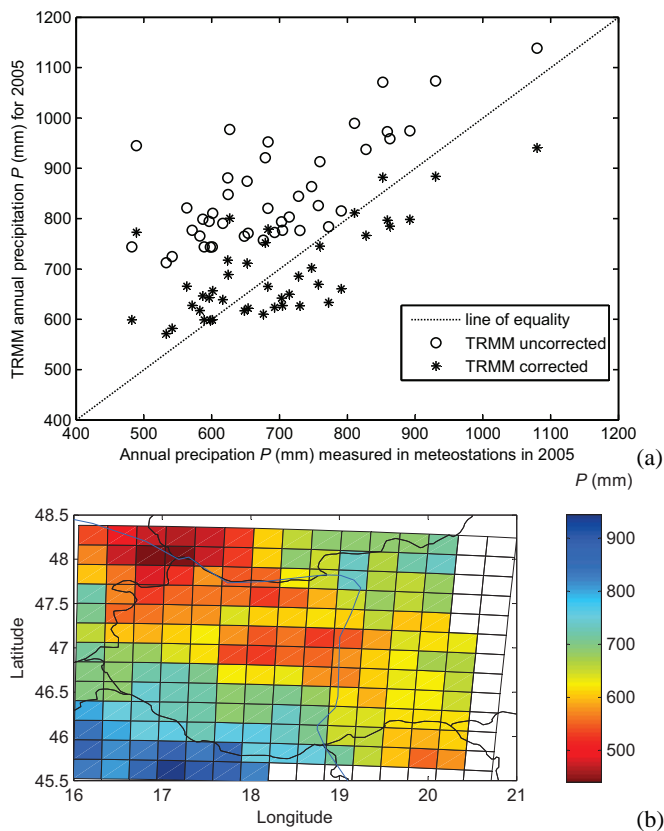 1200
1100
1000
900
800
700
600
500
400
TRMM annual precipitation P (mm) for 2005
line of equality
TRMM uncorrected
TRMM corrected
400 500 600 700 800 900 1000 1100 1200
Annual precipation P (mm) measured in meteostations in 2005
(a)
P (mm)
48.5
48
47.5
47
46.5
46
45.5
Latitude
16 17 18 19 20 21
Longitude
900
800
700
600
500
(b)